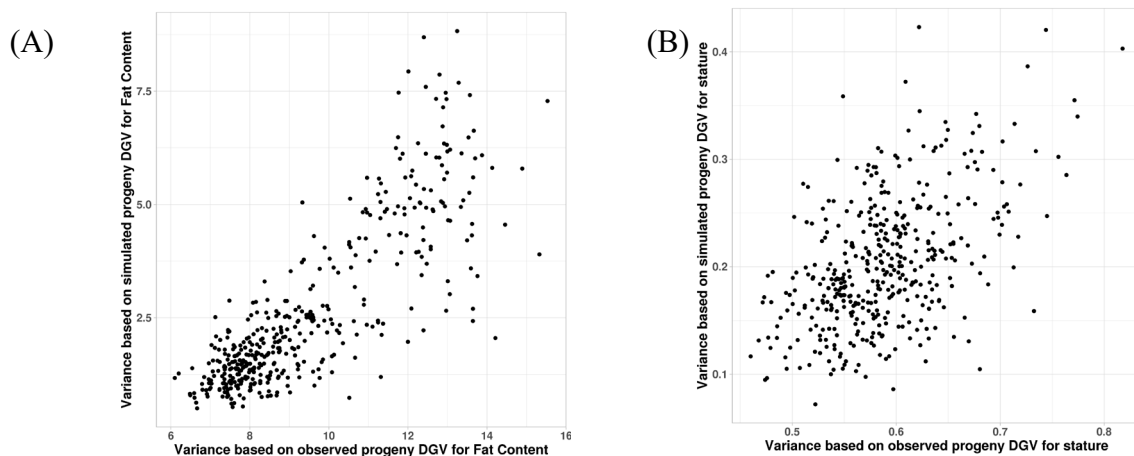 (A)
Variance based on simulated progeny DGV for Fat Content
7.5
5.0
2.5
6
8
10
12
14
16
Variance based on observed progeny DGV for Fat Content
(B)
Variance based on simulated progeny DGV for stature
0.4
0.3
0.2
0.1
0.5
0.6
0.7
0.8
Variance based on observed progeny DGV for stature